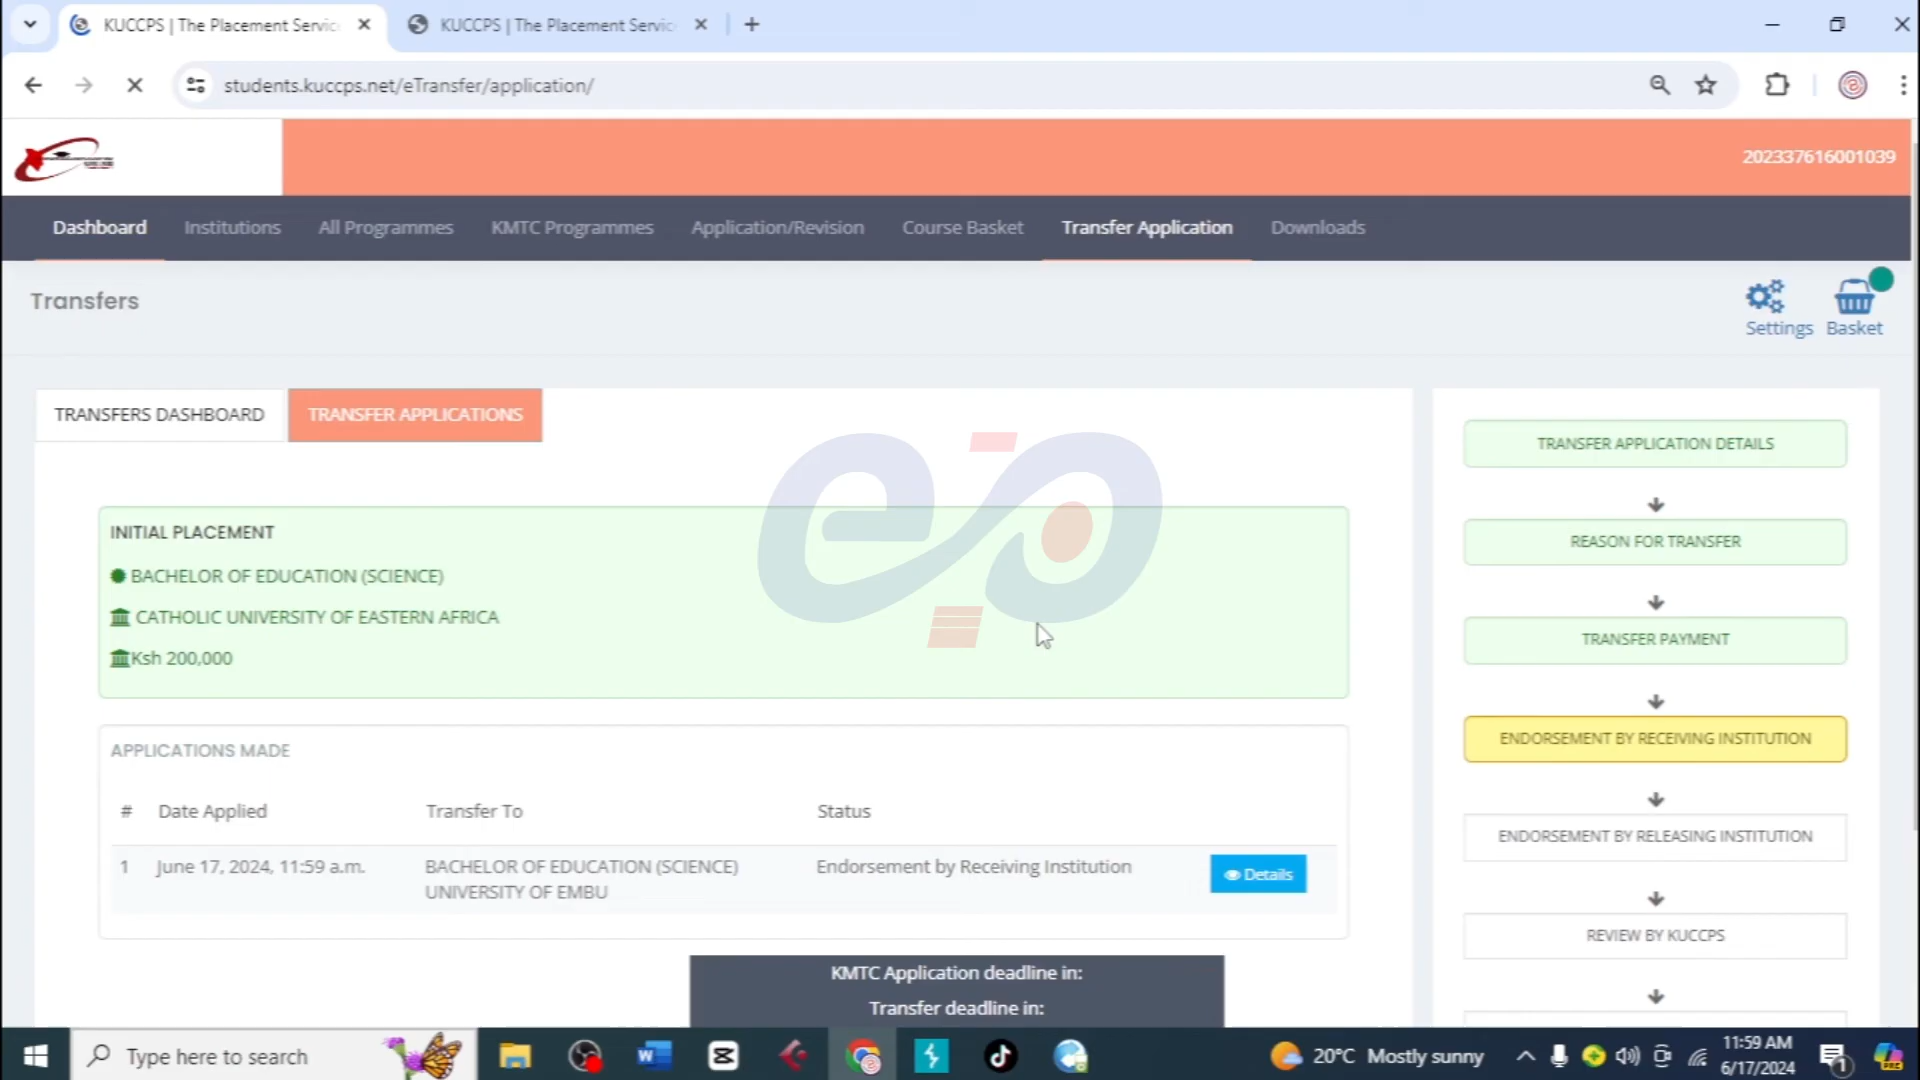 KUCCPS | The Placement Servic
KUCCPS | The Placement Servic
students.kuccps.net/eTransfer/application/
202337616001039
Dashboard
Institutions
All Programmes
KMTC Programmes
Application/Revision
Course Basket
Transfer Application
Downloads
Transfers
Settings
Basket
TRANSFERS DASHBOARD
TRANSFER APPLICATIONS
INITIAL PLACEMENT
BACHELOR OF EDUCATION (SCIENCE)
CATHOLIC UNIVERSITY OF EASTERN AFRICA
Ksh 200,000
APPLICATIONS MADE
# Date Applied Transfer To Status
1 June 17, 2024, 11:59 a.m. BACHELOR OF EDUCATION (SCIENCE) Endorsement by Receiving Institution Details
UNIVERSITY OF EMBU
KMTC Application deadline in:
Transfer deadline in:
TRANSFER APPLICATION DETAILS
REASON FOR TRANSFER
TRANSFER PAYMENT
ENDORSEMENT BY RECEIVING INSTITUTION
ENDORSEMENT BY RELEASING INSTITUTION
REVIEW BY KUCCPS
Type here to search
20°C Mostly sunny
11:59 AM
6/17/2024
1